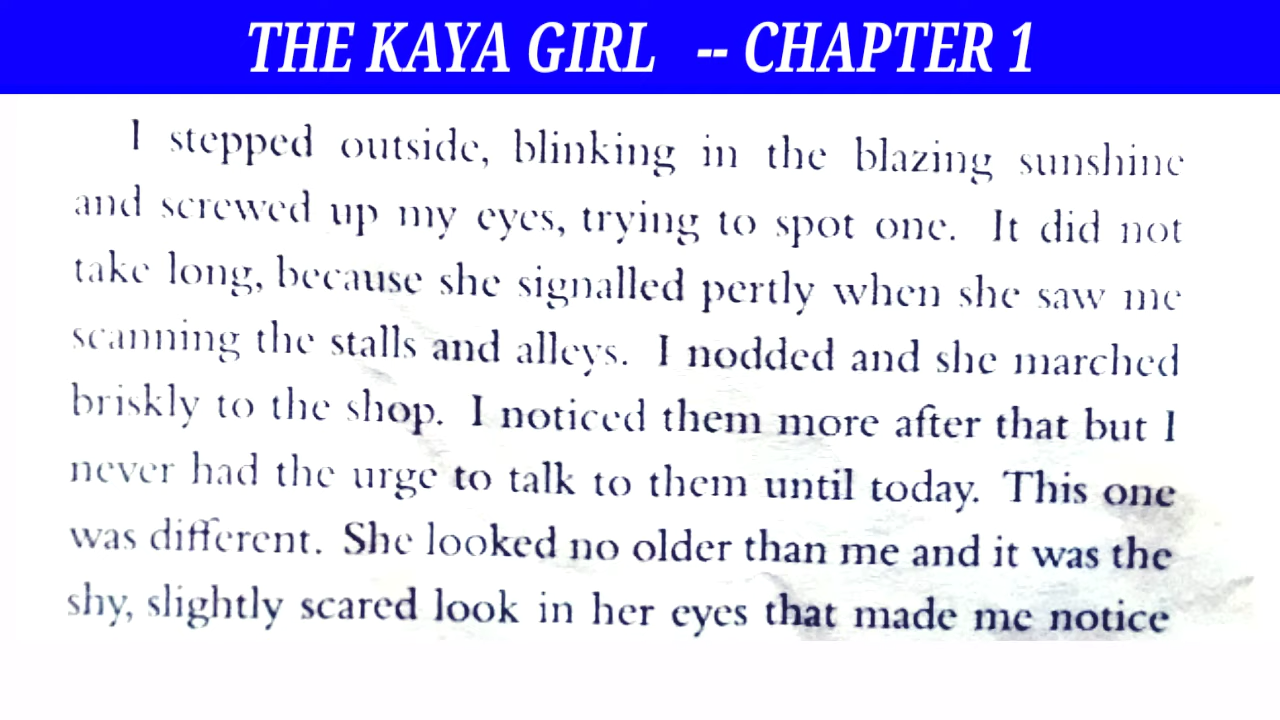 THE KAYA GIRL -- CHAPTER 1
I stepped outside, blinking in the blazing sunshine
and screwed up my eyes, trying to spot one. It did not
take long, because she signalled pertly when she saw me
scanning the stalls and alleys. I nodded and she marched
briskly to the shop. I noticed them more after that but I
never had the urge to talk to them until today. This one
was different. She looked no older than me and it was the
shy, slightly scared look in her eyes that made me notice